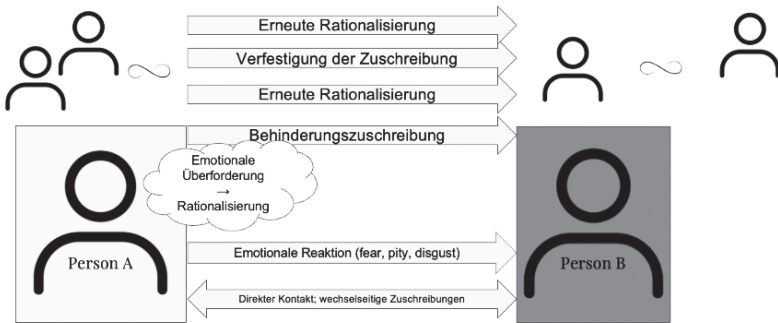 Erneute Rationalisierung
Verfestigung der Zuschreibung
Erneute Rationalisierung
Behinderungszuschreibung
Emotionale
Überforderung
→
Rationalisierung
Person A
Emotionale Reaktion (fear, pity, disgust)
Person B
Direkter Kontakt; wechselseitige Zuschreibungen